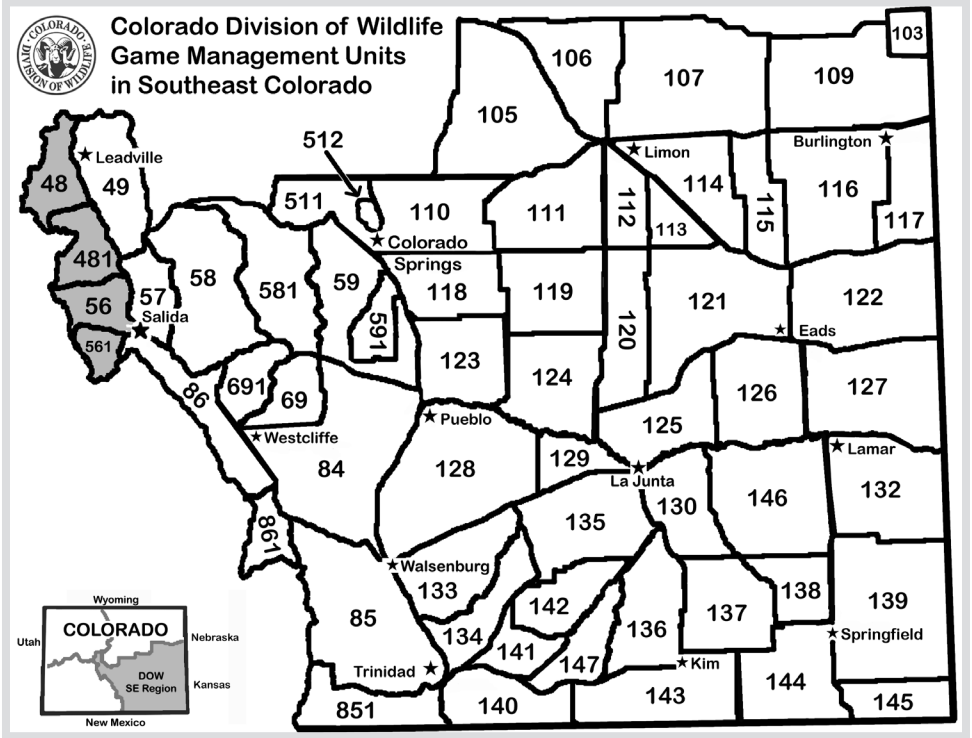 COLORADO
DIVISION OF WILDLIFE
Colorado Division of Wildlife
Game Management Units
in Southeast Colorado
103
106
107
109
105
512
Leadville
Limon
Burlington
48
49
511
110
111
112
114
113
115
116
117
Colorado
Springs
481
58
581
59
118
119
121
122
56
57
Salida
591
120
Eads
561
123
124
126
127
86
691
69
125
Pueblo
Westcliffe
84
128
129
La Junta
Lamar
130
146
132
861
135
Walsenburg
133
142
138
139
85
134
141
147
136
137
Springfield
Trinidad
Kim
851
140
143
144
145
Wyoming
COLORADO
Utah
Nebraska
DOW
SE Region
Kansas
New Mexico